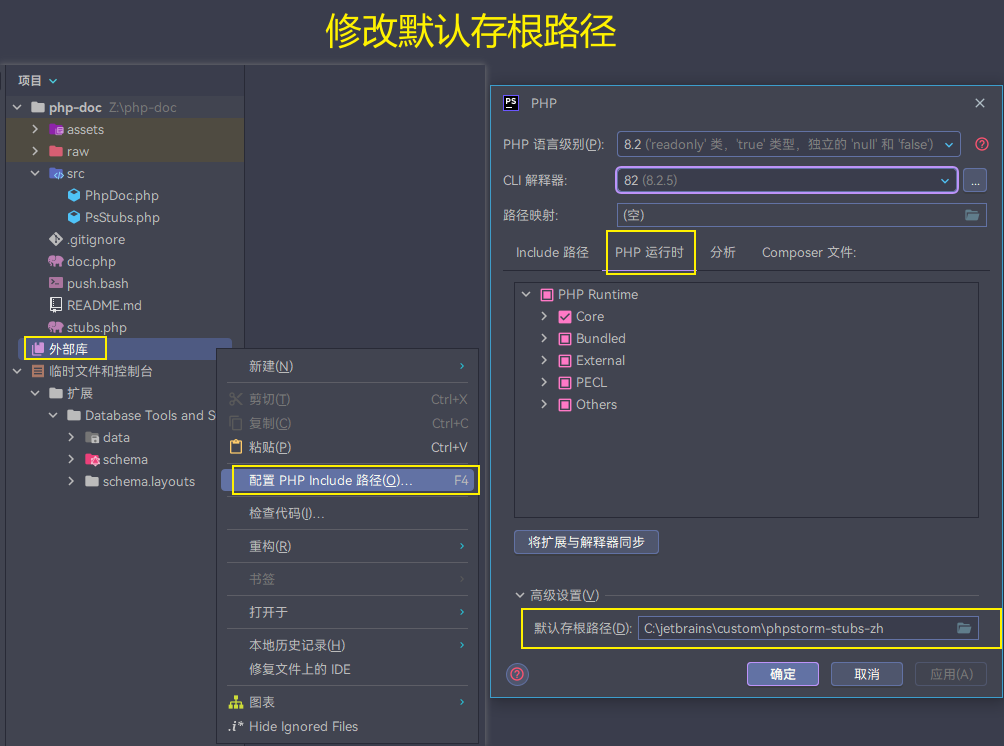 修改默认存根路径
项目
php-doc Z:\php-doc
assets
raw
src
PhpDoc.php
PsStubs.php
.gitignore
doc.php
push.bash
README.md
stubs.php
外部库
临时文件和控制台
扩展
Database Tools and S
data
schema
schema.layouts
新建(N)
剪切(T) Ctrl+X
复制(C) Ctrl+C
粘贴(P) Ctrl+V
配置 PHP Include 路径(O)... F4
检查代码(I)...
重构(R)
书签
打开于
本地历史记录(H)
修复文件上的 IDE
图表
.i* Hide Ignored Files
PS PHP
PHP 语言级别(P): 8.2 ('readonly' 类，'true' 类型，独立的 'null' 和 'false')
CLI 解释器: 82 (8.2.5) ...
路径映射: (空)
Include 路径 PHP 运行时 分析 Composer 文件:
PHP Runtime
Core
Bundled
External
PECL
Others
将扩展与解释器同步
高级设置(V)
默认存根路径(D): C:\jetbrains\custom\phpstorm-stubs-zh
确定 取消 应用(A)